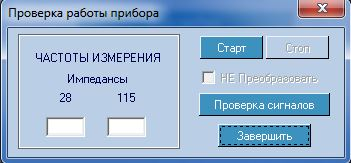 Проверка работы прибора
ЧАСТОТЫ ИЗМЕРЕНИЯ
Импедансы
28 115
Старт Стоп
НЕ Преобразовать
Проверка сигналов
Завершить